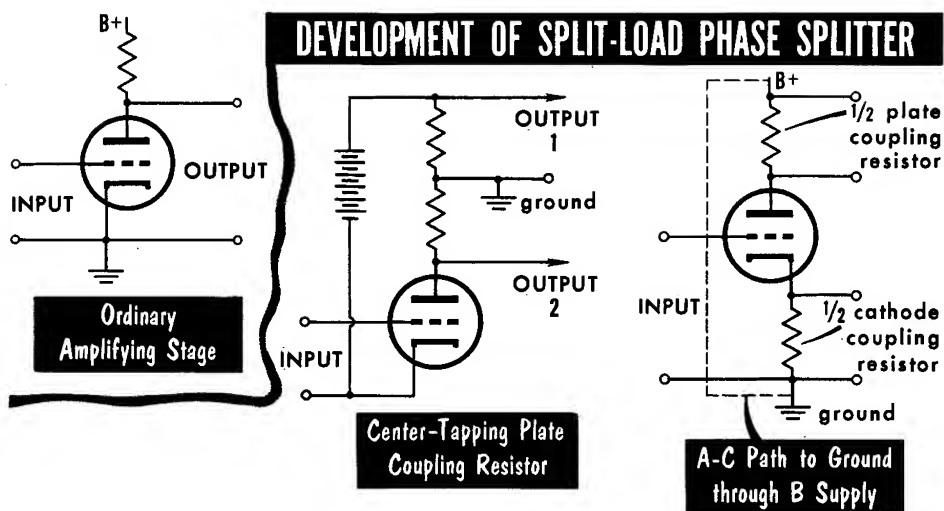 DEVELOPMENT OF SPLIT-LOAD PHASE SPLITTER
B+
INPUT
OUTPUT
Ordinary
Amplifying Stage
OUTPUT
1
ground
OUTPUT
2
INPUT
Center-Tapping Plate
Coupling Resistor
B+
1/2 plate
coupling
resistor
INPUT
1/2 cathode
coupling
resistor
ground
A-C Path to Ground
through B Supply